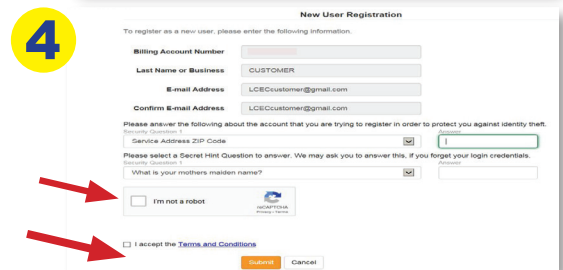 4
New User Registration
To register as a new user, please enter the following information.
Billing Account Number
Last Name or Business CUSTOMER
E-mail Address LCECcustomer@gmail.com
Confirm E-mail Address LCECcustomer@gmail.com
Please answer the following about the account that you are trying to register in order to protect you against identity theft.
Security Question 1 Answer
Service Address ZIP Code
Please select a Secret Hint Question to answer. We may ask you to answer this, if you forget your login credentials.
Security Question 1 Answer
What is your mothers maiden name?
I'm not a robot
reCAPTCHA
Privacy - Terms
I accept the Terms and Conditions
Submit Cancel